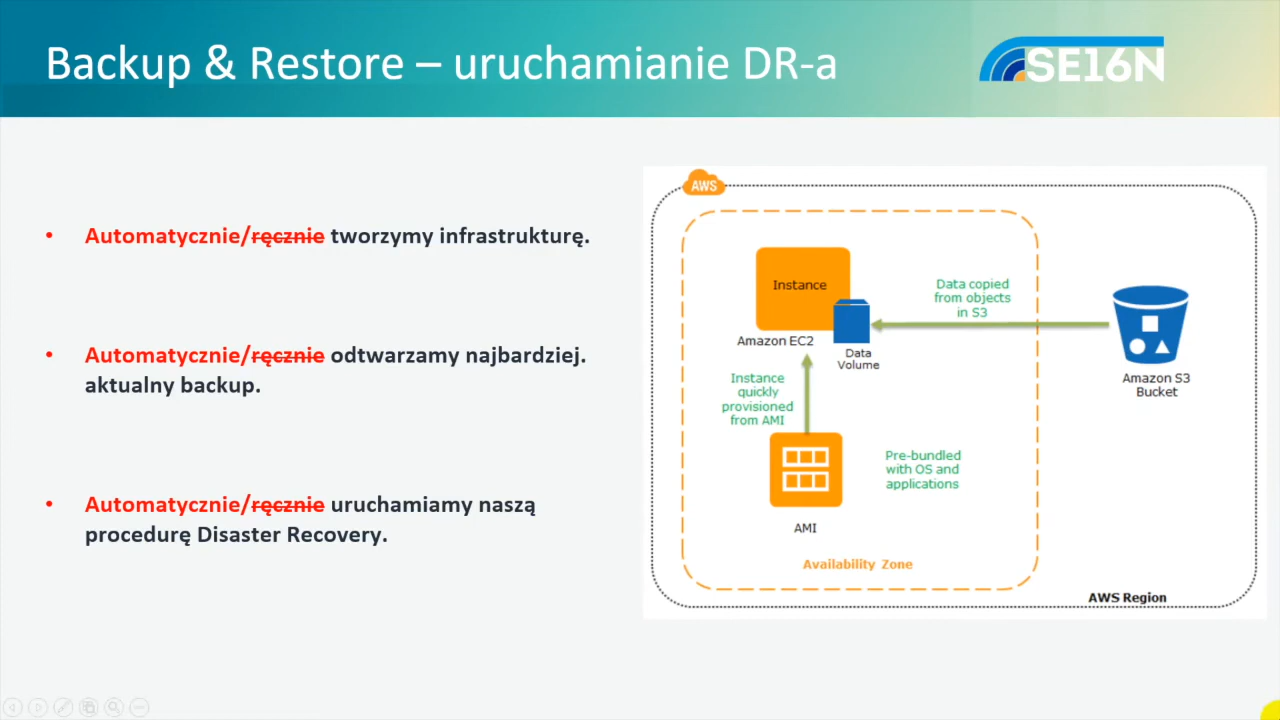 Backup & Restore – uruchamianie DR-a
SE16N
• Automatycznie/ręcznie tworzymy infrastrukturę.
• Automatycznie/ręcznie odtwarzamy najbardziej.
aktualny backup.
• Automatycznie/ręcznie uruchamiamy naszą
procedurę Disaster Recovery.
AWS
Instance
Amazon EC2
Data
Volume
Data copied
from objects
in S3
Amazon S3
Bucket
Instance
quickly
provisioned
from AMI
Pre-bundled
with OS and
applications
AMI
Availability Zone
AWS Region